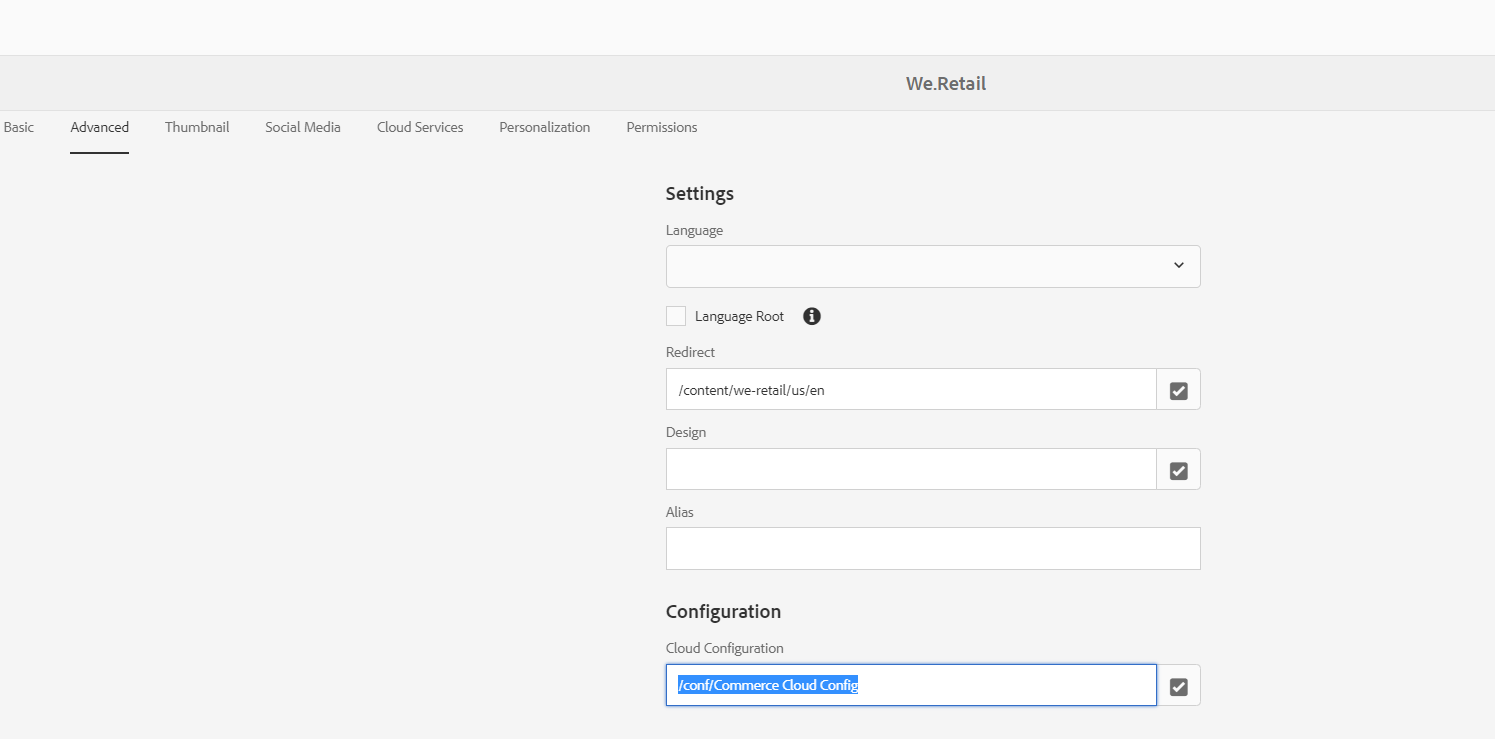 We.Retail
Basic Advanced Thumbnail Social Media Cloud Services Personalization Permissions
Settings
Language
Language Root
Redirect
/content/we-retail/us/en
Design
Alias
Configuration
Cloud Configuration
/conf/Commerce Cloud Config